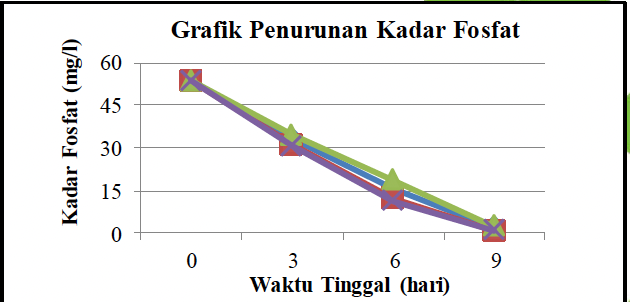 Grafik Penurunan Kadar Fosfat
Kadar Fosfat (mg/l)
60
45
30
15
0
0 3 6 9
Waktu Tinggal (hari)